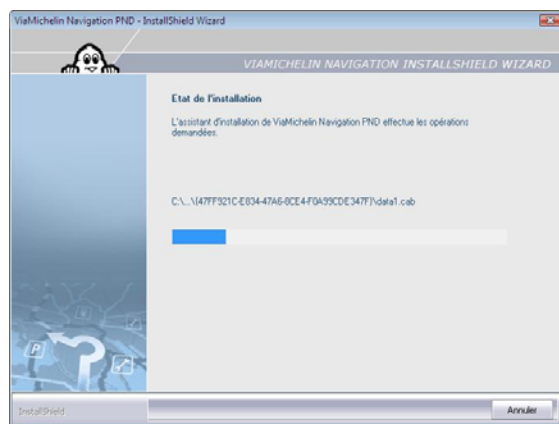 ViaMichelin Navigation PND - InstallShield Wizard
VIAMICHELIN NAVIGATION INSTALLSHIELD WIZARD
Etat de l'installation
L'assistant d'installation de ViaMichelin Navigation PND effectue les opérations
demandées.
C:\...\{47FF921C-E834-47A6-8CE4-F0A99CDE347F}\data1.cab
P
InstallShield
Annuler